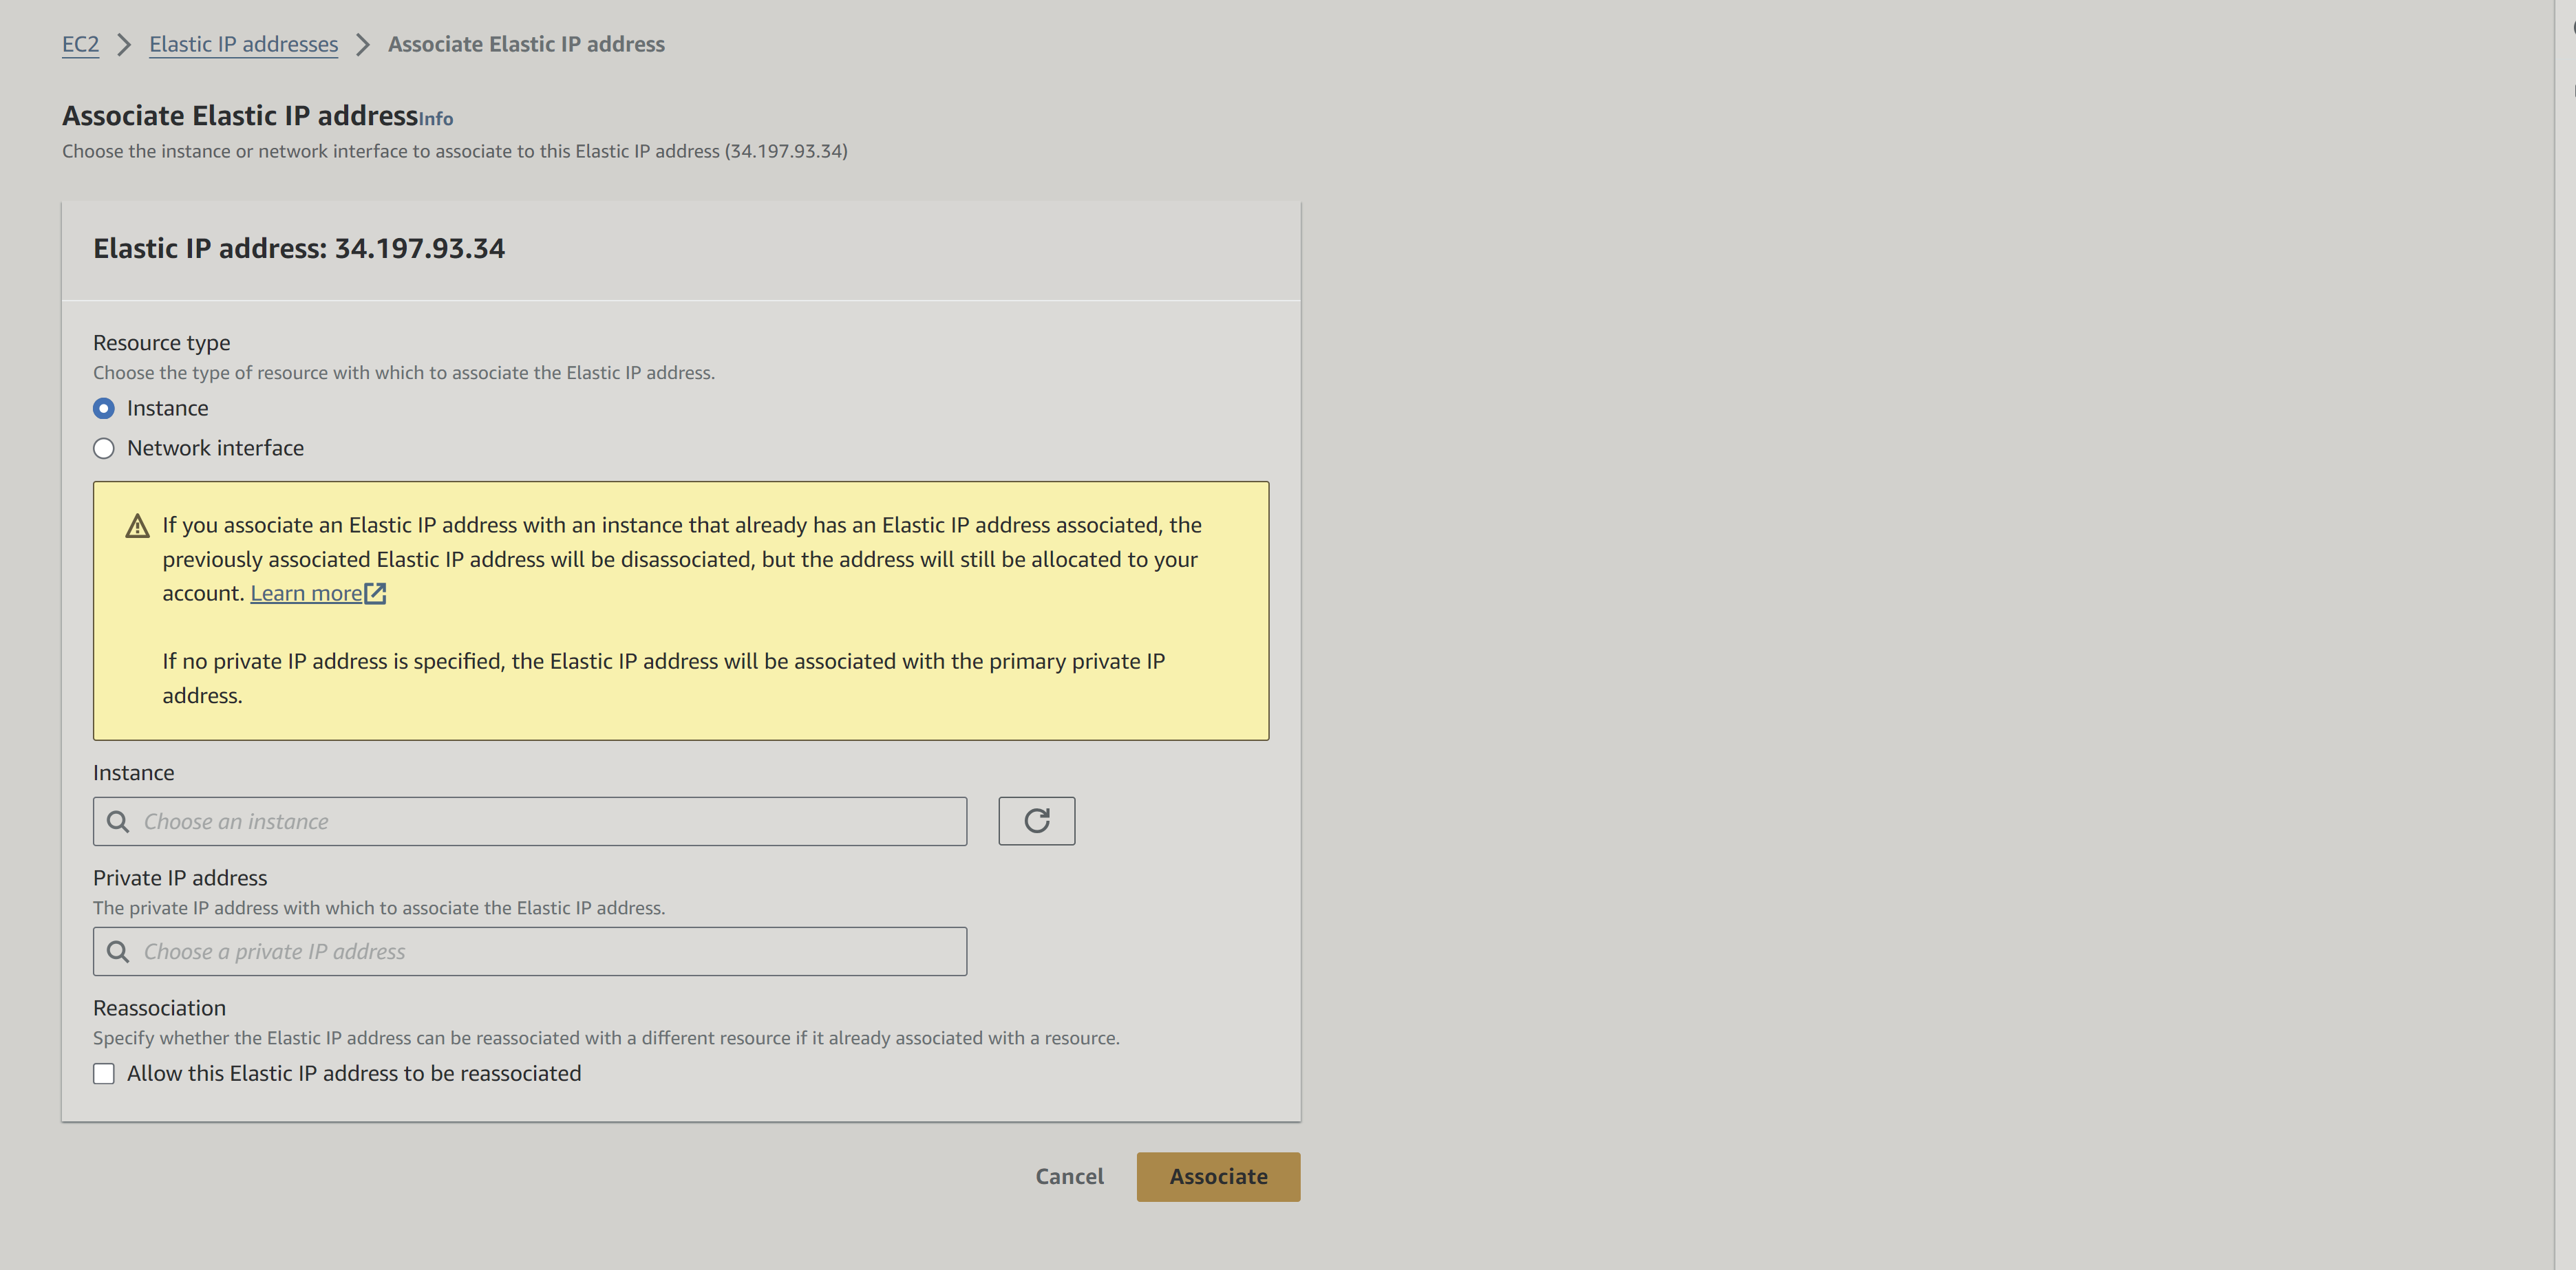 EC2 Elastic IP addresses Associate Elastic IP address
Associate Elastic IP addressInfo
Choose the instance or network interface to associate to this Elastic IP address (34.197.93.34)
Elastic IP address: 34.197.93.34
Resource type
Choose the type of resource with which to associate the Elastic IP address.
Instance
Network interface
If you associate an Elastic IP address with an instance that already has an Elastic IP address associated, the
previously associated Elastic IP address will be disassociated, but the address will still be allocated to your
account. Learn more
If no private IP address is specified, the Elastic IP address will be associated with the primary private IP
address.
Instance
Choose an instance
Private IP address
The private IP address with which to associate the Elastic IP address.
Choose a private IP address
Reassociation
Specify whether the Elastic IP address can be reassociated with a different resource if it already associated with a resource.
Allow this Elastic IP address to be reassociated
Cancel Associate